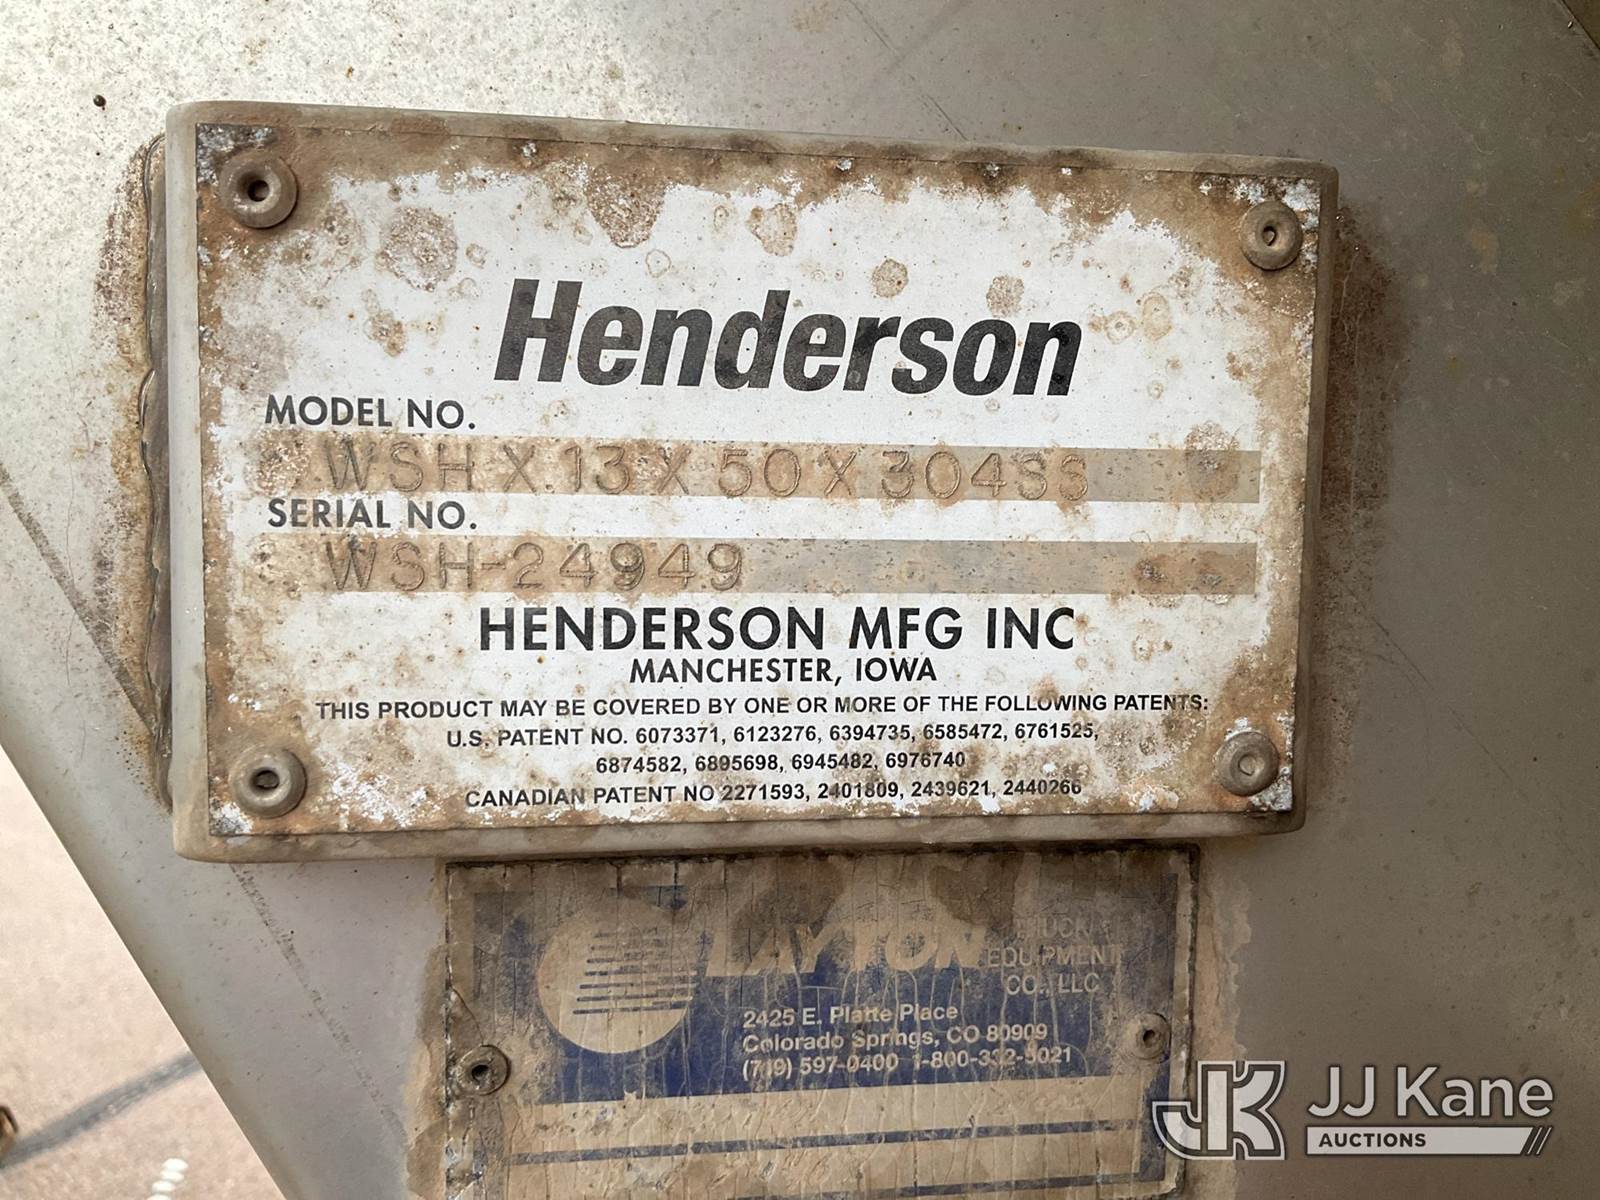 Henderson
MODEL NO.
WSH X 13 X 50 X 304SS
SERIAL NO.
WSH-24949
HENDERSON MFG INC
MANCHESTER, IOWA
THIS PRODUCT MAY BE COVERED BY ONE OR MORE OF THE FOLLOWING PATENTS:
U.S. PATENT NO. 6073371, 6123276, 6394735, 6585472, 6761525,
6874582, 6895698, 6945482, 6976740
CANADIAN PATENT NO 2271593, 2401809, 2439621, 2440266
LAYTON TRUCK
EQUIPMENT
CO., LLC
2425 E. Platte Place
Colorado Springs, CO 80909
(719) 597-0400 1-800-332-5021
JK JJ Kane
AUCTIONS